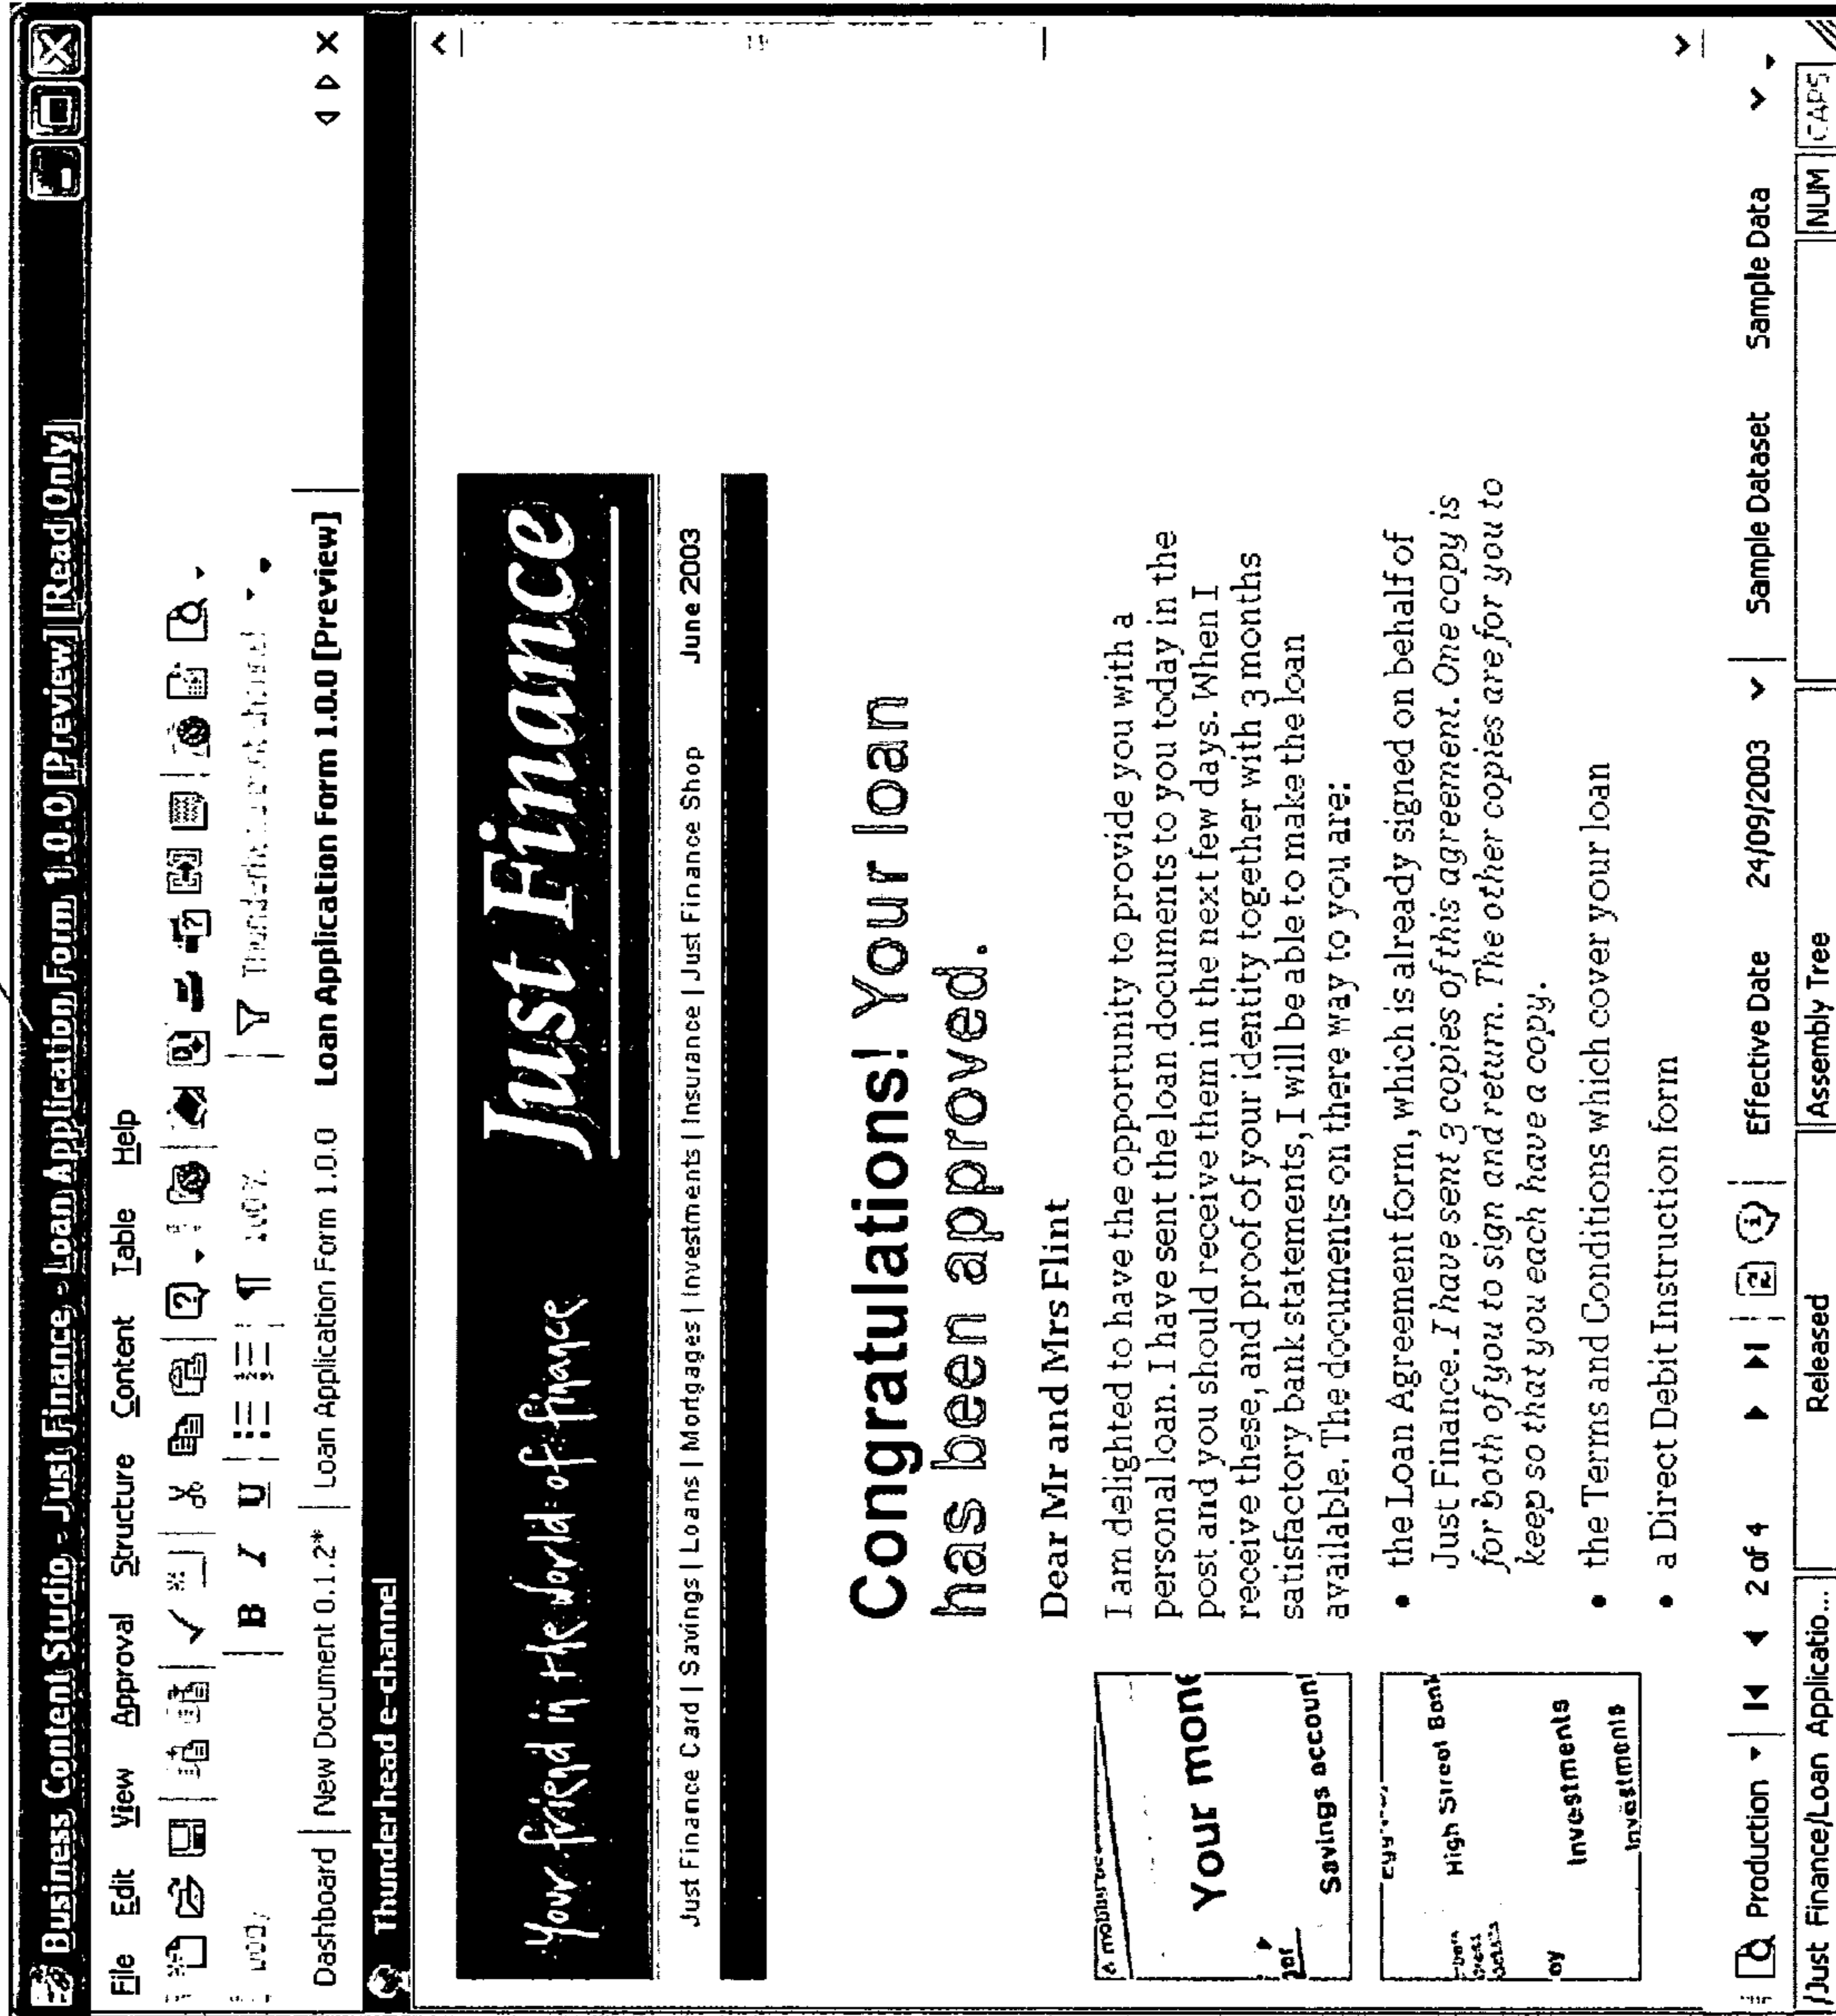 Business Content Studio - Just Finance - Loan Application Form 1.0.0 [Preview] [Read Only]
File Edit View Approval Structure Content Table Help
B I U 100%
Dashboard New Document 0.1.2* Loan Application Form 1.0.0 Loan Application Form 1.0.0 [Preview]
Thunderhead e-channel
Your friend in the World of finance Just Finance
Just Finance Card | Savings | Loans | Mortgages | Investments | Insurance | Just Finance Shop June 2003
Congratulations! Your loan
has been approved.
Dear Mr and Mrs Flint
I am delighted to have the opportunity to provide you with a
personal loan. I have sent the loan documents to you today in the
post and you should receive them in the next few days. When I
receive these, and proof of your identity together with 3 months
satisfactory bank statements, I will be able to make the loan
available. The documents on there way to you are:
• the Loan Agreement form, which is already signed on behalf of
Just Finance. I have sent 3 copies of this agreement. One copy is
for both of you to sign and return. The other copies are for you to
keep so that you each have a copy.
• the Terms and Conditions which cover your loan
• a Direct Debit Instruction form
Your mone
Savings account
High Street Bank
Investments
Investments
by
Production 2 of 4 Effective Date 24/09/2003 Sample Dataset Sample Data
/Just Finance/Loan Applicatio... Released Assembly Tree NUM CAPS